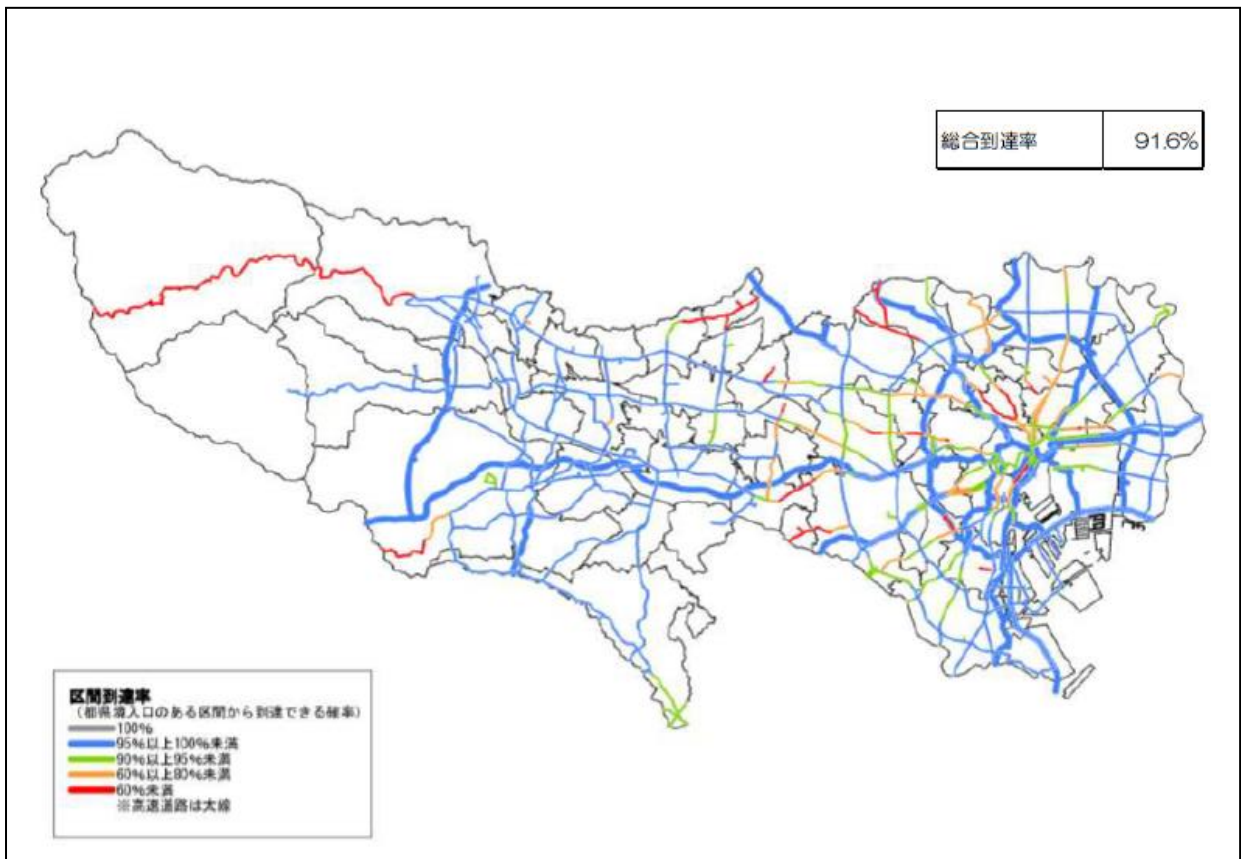 総合到達率 91.6%
区間到達率
（都県境入口のある区間から到達できる確率）
100%
95%以上100%未満
90%以上95%未満
60%以上80%未満
60%未満
※高速道路は太線